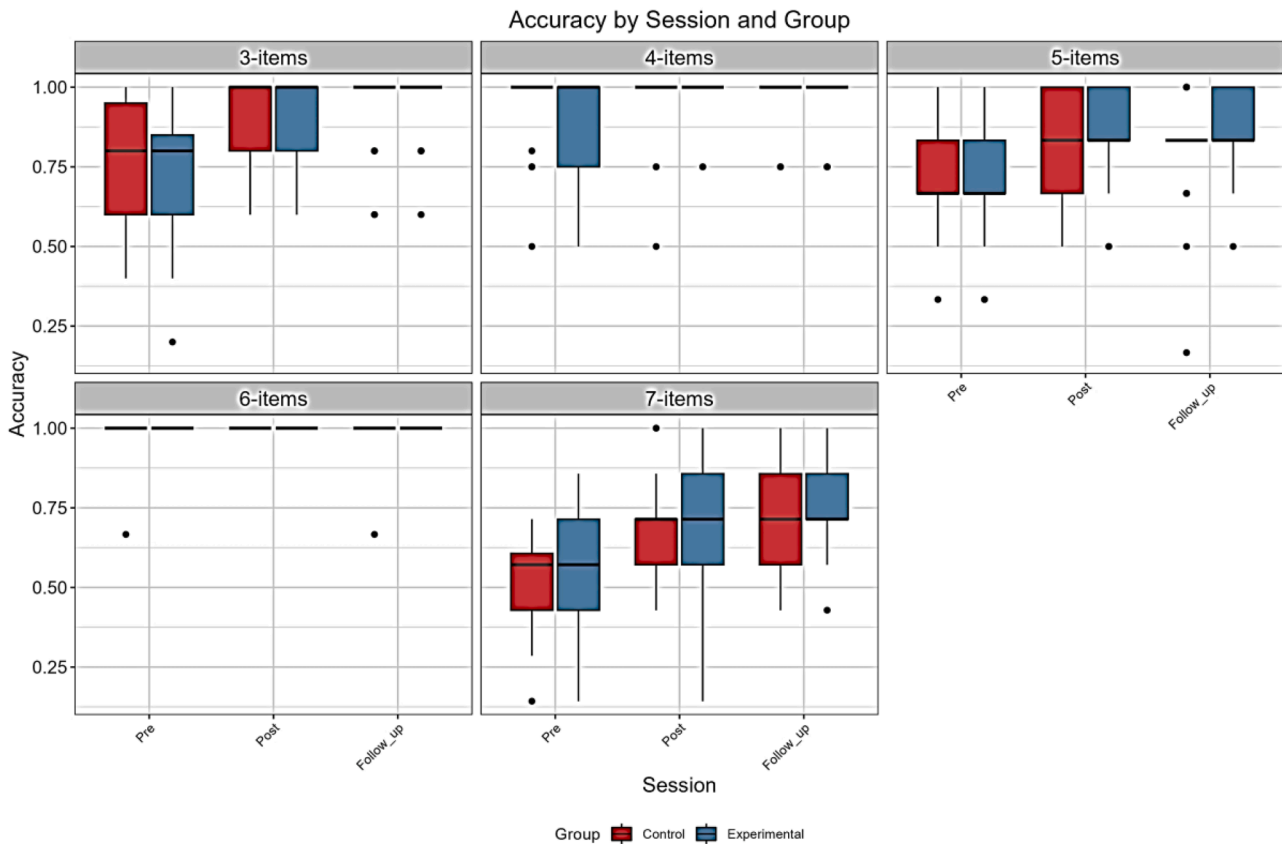 Accuracy by Session and Group
3-items
4-items
5-items
1.00
0.75
0.50
0.25
Accuracy
Pre
Post
Follow_up
6-items
7-items
1.00
0.75
0.50
0.25
Pre
Post
Follow_up
Pre
Post
Follow_up
Session
Group Control Experimental